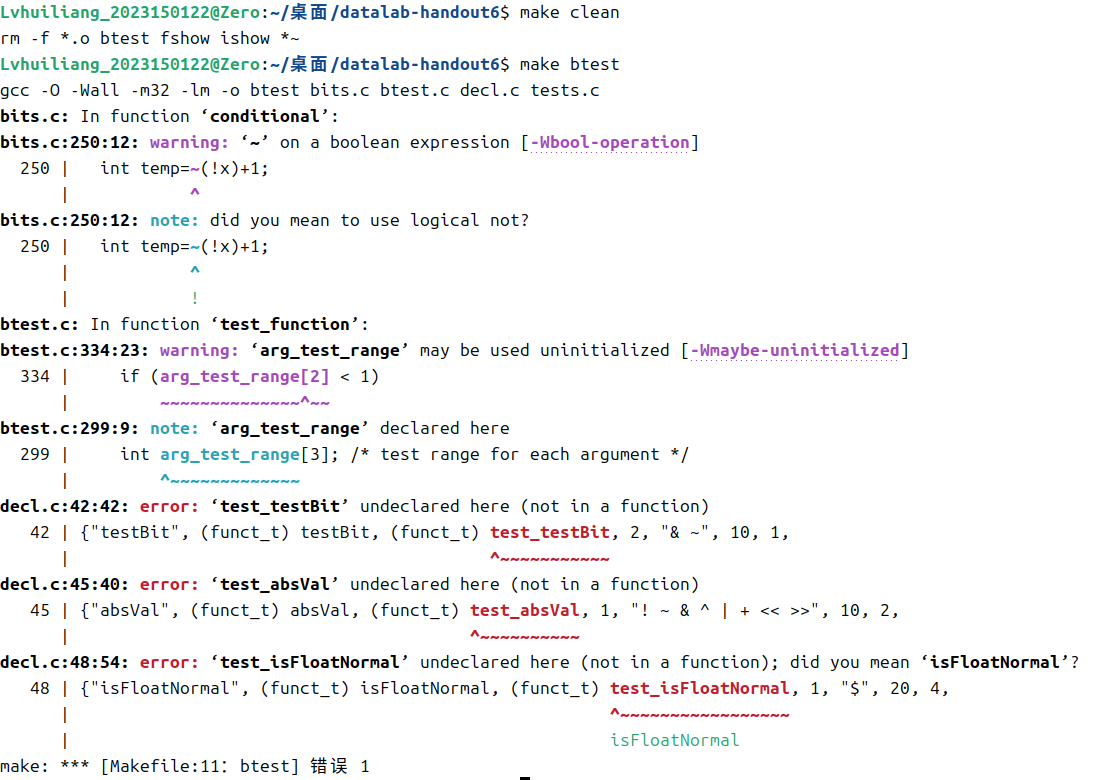 Lvhuiliang_2023150122@Zero:~/桌面/datalab-handout6$ make clean
rm -f *.o btest fshow ishow *~
Lvhuiliang_2023150122@Zero:~/桌面/datalab-handout6$ make btest
gcc -O -Wall -m32 -lm -o btest bits.c btest.c decl.c tests.c
bits.c: In function ‘conditional’:
bits.c:250:12: warning: ‘~’ on a boolean expression [-Wbool-operation]
  250 |   int temp=~(!x)+1;
      |            ^
bits.c:250:12: note: did you mean to use logical not?
  250 |   int temp=~(!x)+1;
      |            ^
      |            !
btest.c: In function ‘test_function’:
btest.c:334:23: warning: ‘arg_test_range’ may be used uninitialized [-Wmaybe-uninitialized]
  334 |     if (arg_test_range[2] < 1)
      |         ~~~~~~~~~~~~~~^~~
btest.c:299:9: note: ‘arg_test_range’ declared here
  299 |     int arg_test_range[3]; /* test range for each argument */
      |         ^~~~~~~~~~~~~~
decl.c:42:42: error: ‘test_testBit’ undeclared here (not in a function)
   42 | {"testBit", (funct_t) testBit, (funct_t) test_testBit, 2, "& ~", 10, 1,
      |                                          ^~~~~~~~~~~~
decl.c:45:40: error: ‘test_absVal’ undeclared here (not in a function)
   45 | {"absVal", (funct_t) absVal, (funct_t) test_absVal, 1, "! ~ & ^ | + << >>", 10, 2,
      |                                        ^~~~~~~~~~~
decl.c:48:54: error: ‘test_isFloatNormal’ undeclared here (not in a function); did you mean ‘isFloatNormal’?
   48 | {"isFloatNormal", (funct_t) isFloatNormal, (funct_t) test_isFloatNormal, 1, "$", 20, 4,
      |                                                      ^~~~~~~~~~~~~~~~~~
      |                                                      isFloatNormal
make: *** [Makefile:11：btest] 错误 1